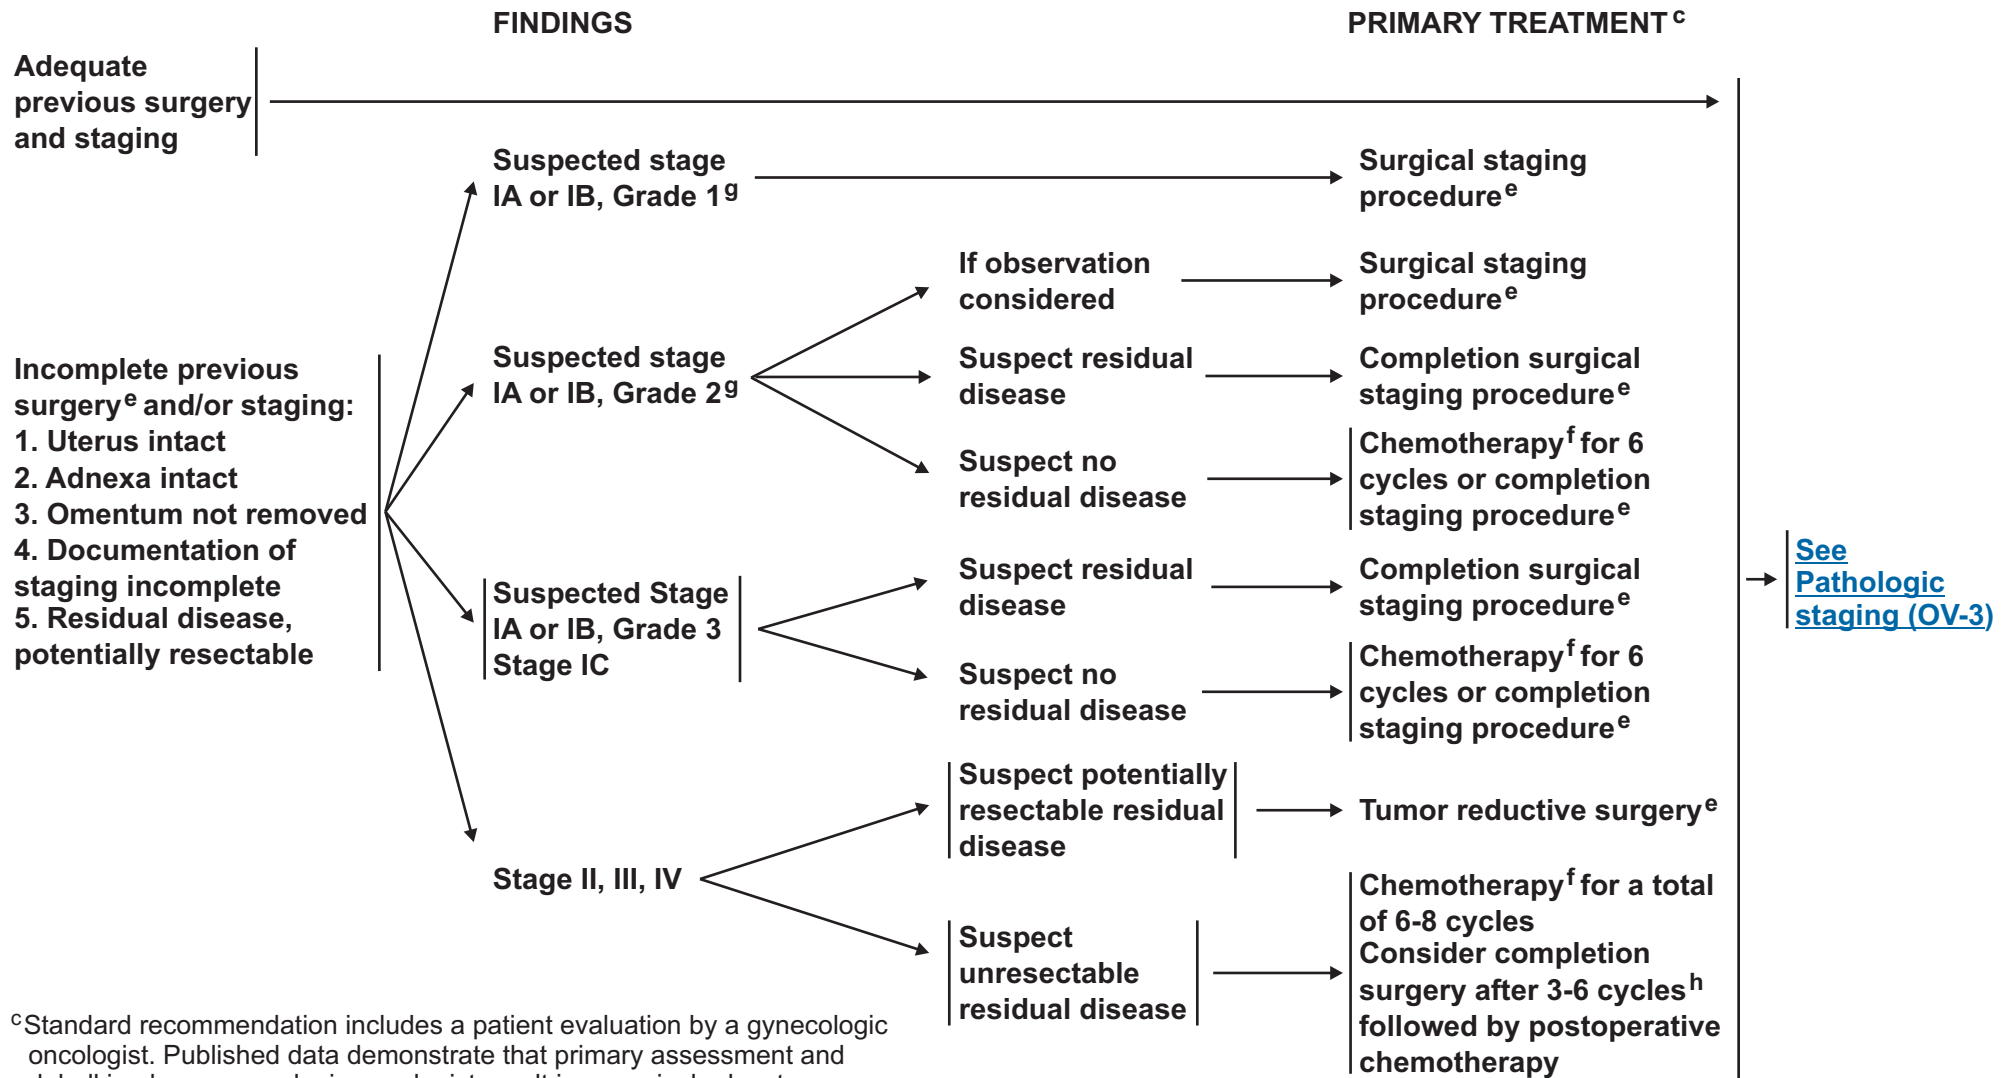 FINDINGS
PRIMARY TREATMENT c
Adequate
previous surgery
and staging
Suspected stage
IA or IB, Grade 1 g
Surgical staging
procedure e
If observation
considered
Surgical staging
procedure e
Incomplete previous
surgery e and/or staging:
1. Uterus intact
2. Adnexa intact
3. Omentum not removed
4. Documentation of
staging incomplete
5. Residual disease,
potentially resectable
Suspected stage
IA or IB, Grade 2 g
Suspect residual
disease
Completion surgical
staging procedure e
Suspect no
residual disease
Chemotherapy f for 6
cycles or completion
staging procedure e
Suspected Stage
IA or IB, Grade 3
Stage IC
Suspect residual
disease
Completion surgical
staging procedure e
Suspect no
residual disease
Chemotherapy f for 6
cycles or completion
staging procedure e
See
Pathologic
staging (OV-3)
Stage II, III, IV
Suspect potentially
resectable residual
disease
Tumor reductive surgery e
Suspect
unresectable
residual disease
Chemotherapy f for a total
of 6-8 cycles
Consider completion
surgery after 3-6 cycles h
followed by postoperative
chemotherapy
c Standard recommendation includes a patient evaluation by a gynecologic
oncologist. Published data demonstrate that primary assessment and